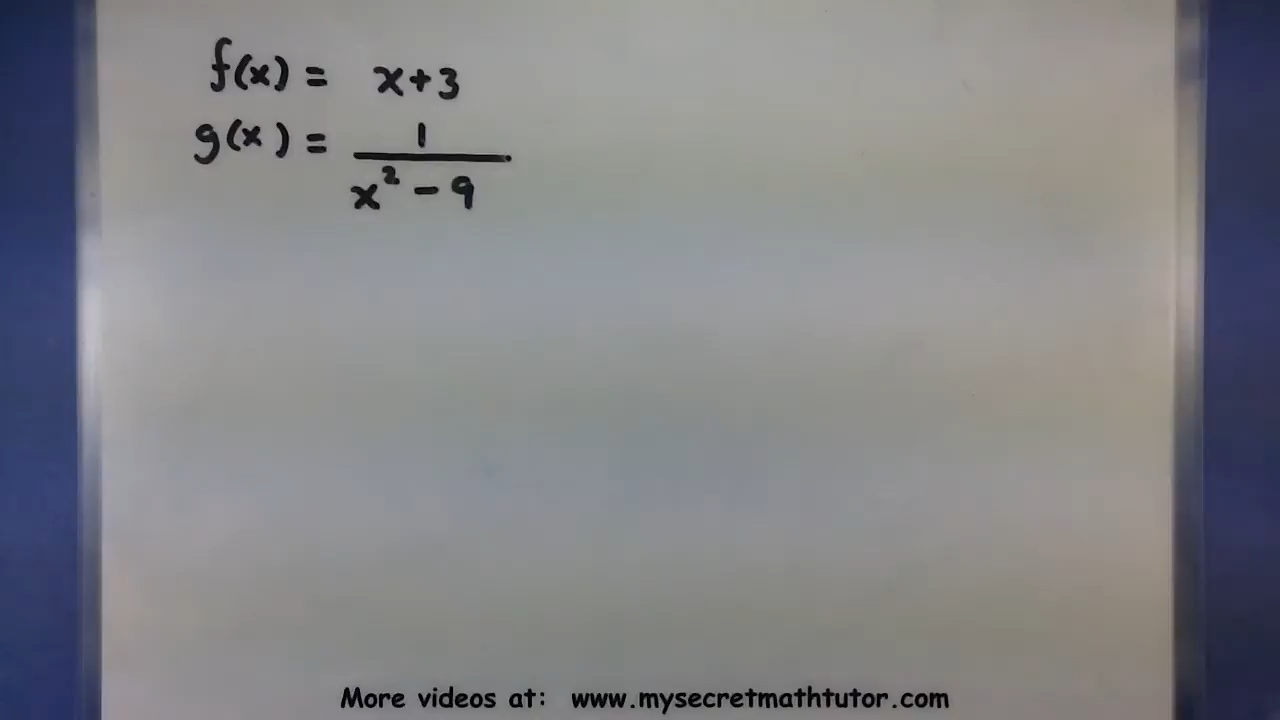 f(x) = x+3
g(x) = 1
x² - 9
More videos at: www.mysecretmathtutor.com